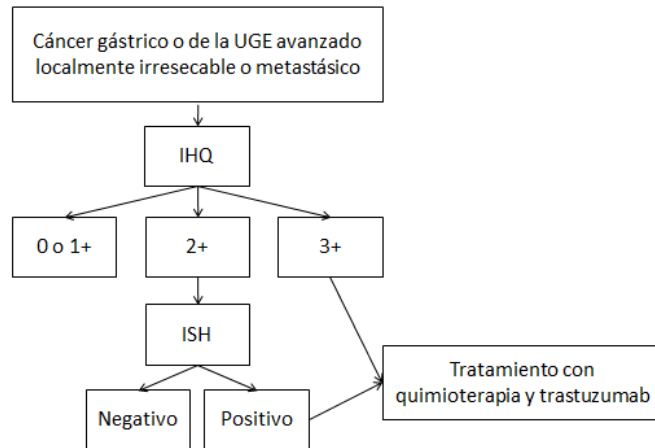 Cáncer gástrico o de la UGE avanzado
localmente irresecable o metastásico
IHQ
0 o 1+
2+
3+
ISH
Tratamiento con
quimioterapia y trastuzumab
Negativo
Positivo